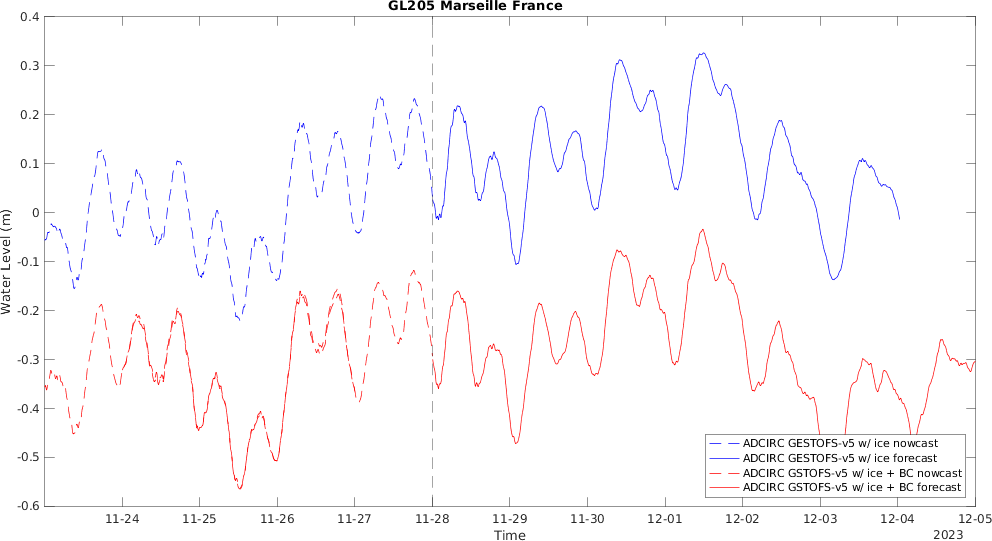 GL205 Marseille France
0.4
0.3
0.2
0.1
0
-0.1
-0.2
-0.3
-0.4
-0.5
-0.6
Water Level (m)
ADCIRC GESTOFS-v5 w/ ice nowcast
ADCIRC GESTOFS-v5 w/ ice forecast
ADCIRC GSTOFS-v5 w/ ice + BC nowcast
ADCIRC GSTOFS-v5 w/ ice + BC forecast
11-24 11-25 11-26 11-27 11-28 11-29 11-30 12-01 12-02 12-03 12-04 12-05
Time 2023